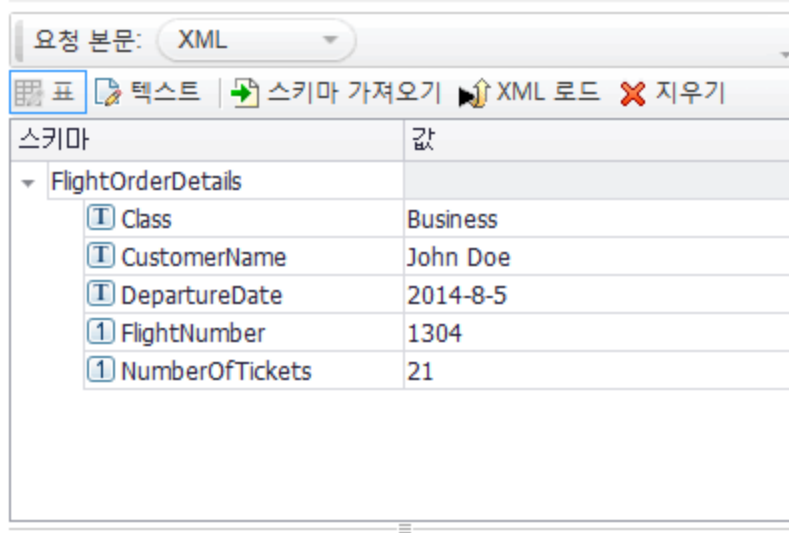 요청 본문: XML
표 텍스트 스키마 가져오기 XML 로드 지우기
스키마 값
FlightOrderDetails
T Class Business
T CustomerName John Doe
T DepartureDate 2014-8-5
1 FlightNumber 1304
1 NumberOfTickets 21